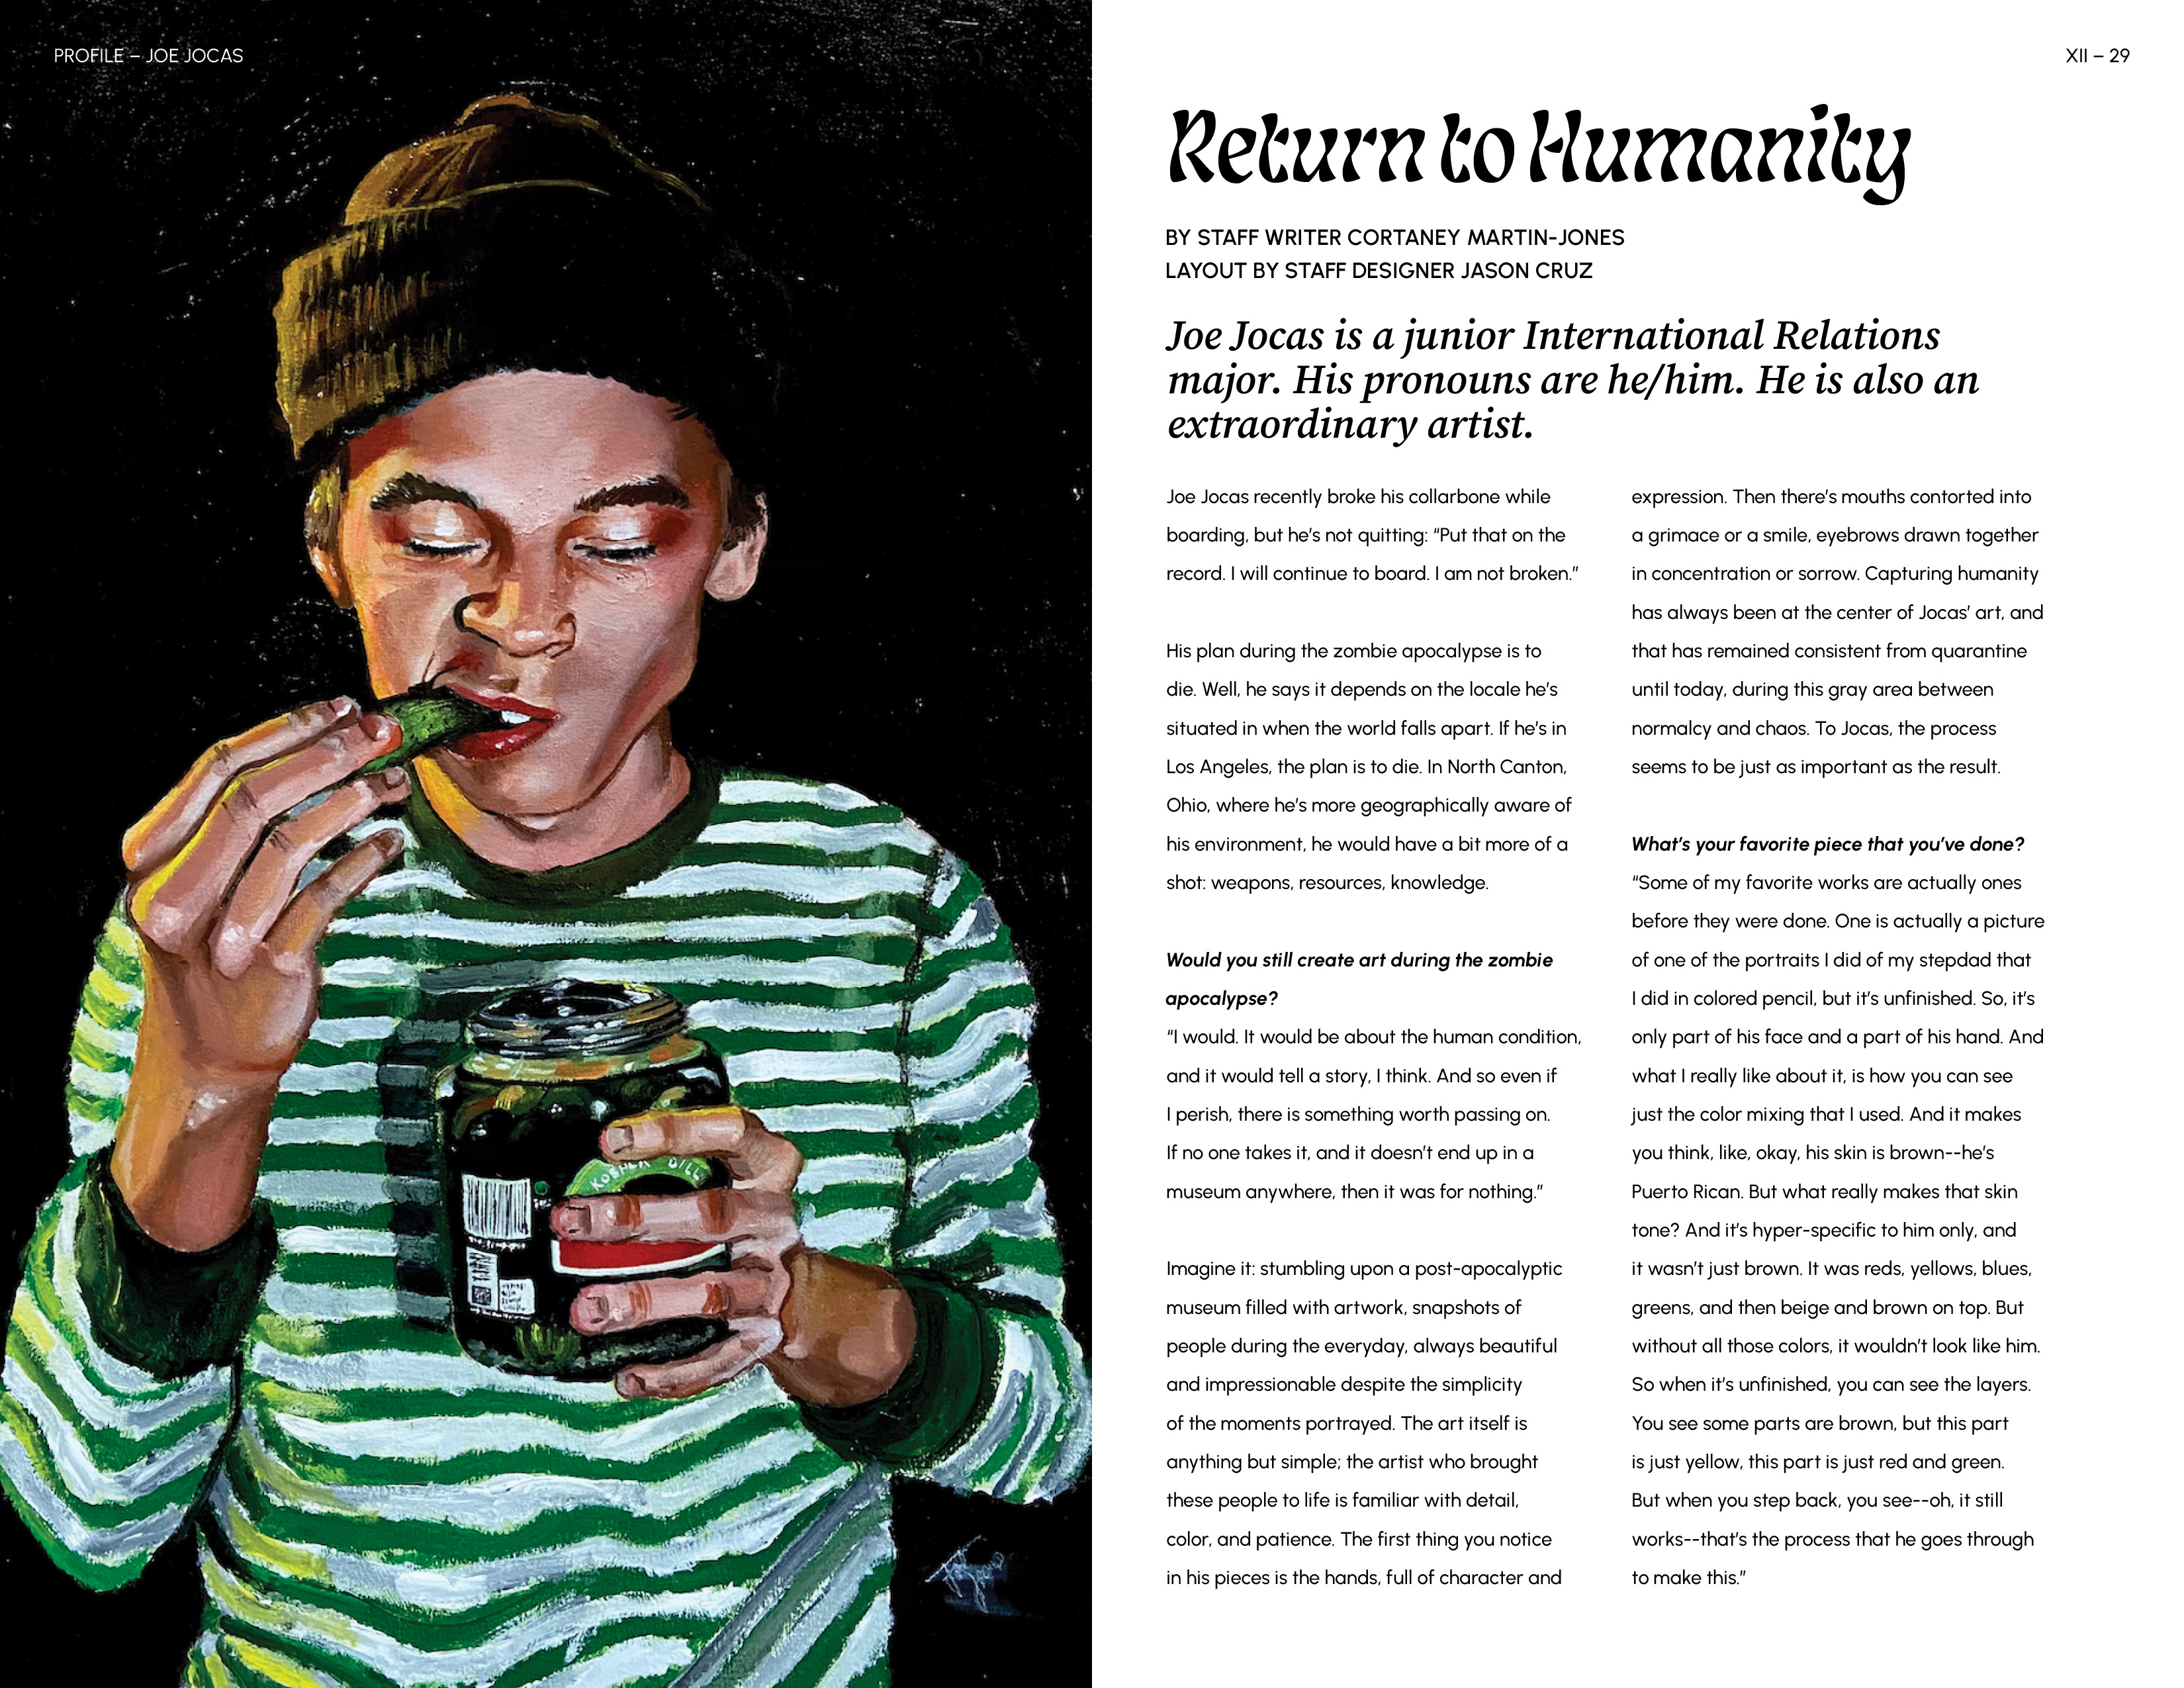 PROFILE – JOE JOCAS
KOSHER DILL
XII – 29
Return to Humanity
BY STAFF WRITER CORTANEY MARTIN-JONES
LAYOUT BY STAFF DESIGNER JASON CRUZ
Joe Jocas is a junior International Relations
major. His pronouns are he/him. He is also an
extraordinary artist.
Joe Jocas recently broke his collarbone while
boarding, but he’s not quitting: “Put that on the
record. I will continue to board. I am not broken.”
His plan during the zombie apocalypse is to
die. Well, he says it depends on the locale he’s
situated in when the world falls apart. If he’s in
Los Angeles, the plan is to die. In North Canton,
Ohio, where he’s more geographically aware of
his environment, he would have a bit more of a
shot: weapons, resources, knowledge.
Would you still create art during the zombie
apocalypse?
“I would. It would be about the human condition,
and it would tell a story, I think. And so even if
I perish, there is something worth passing on.
If no one takes it, and it doesn’t end up in a
museum anywhere, then it was for nothing.”
Imagine it: stumbling upon a post-apocalyptic
museum filled with artwork, snapshots of
people during the everyday, always beautiful
and impressionable despite the simplicity
of the moments portrayed. The art itself is
anything but simple; the artist who brought
these people to life is familiar with detail,
color, and patience. The first thing you notice
in his pieces is the hands, full of character and
expression. Then there’s mouths contorted into
a grimace or a smile, eyebrows drawn together
in concentration or sorrow. Capturing humanity
has always been at the center of Jocas’ art, and
that has remained consistent from quarantine
until today, during this gray area between
normalcy and chaos. To Jocas, the process
seems to be just as important as the result.
What’s your favorite piece that you’ve done?
“Some of my favorite works are actually ones
before they were done. One is actually a picture
of one of the portraits I did of my stepdad that
I did in colored pencil, but it’s unfinished. So, it’s
only part of his face and a part of his hand. And
what I really like about it, is how you can see
just the color mixing that I used. And it makes
you think, like, okay, his skin is brown--he’s
Puerto Rican. But what really makes that skin
tone? And it’s hyper-specific to him only, and
it wasn’t just brown. It was reds, yellows, blues,
greens, and then beige and brown on top. But
without all those colors, it wouldn’t look like him.
So when it’s unfinished, you can see the layers.
You see some parts are brown, but this part
is just yellow, this part is just red and green.
But when you step back, you see--oh, it still
works--that’s the process that he goes through
to make this.”